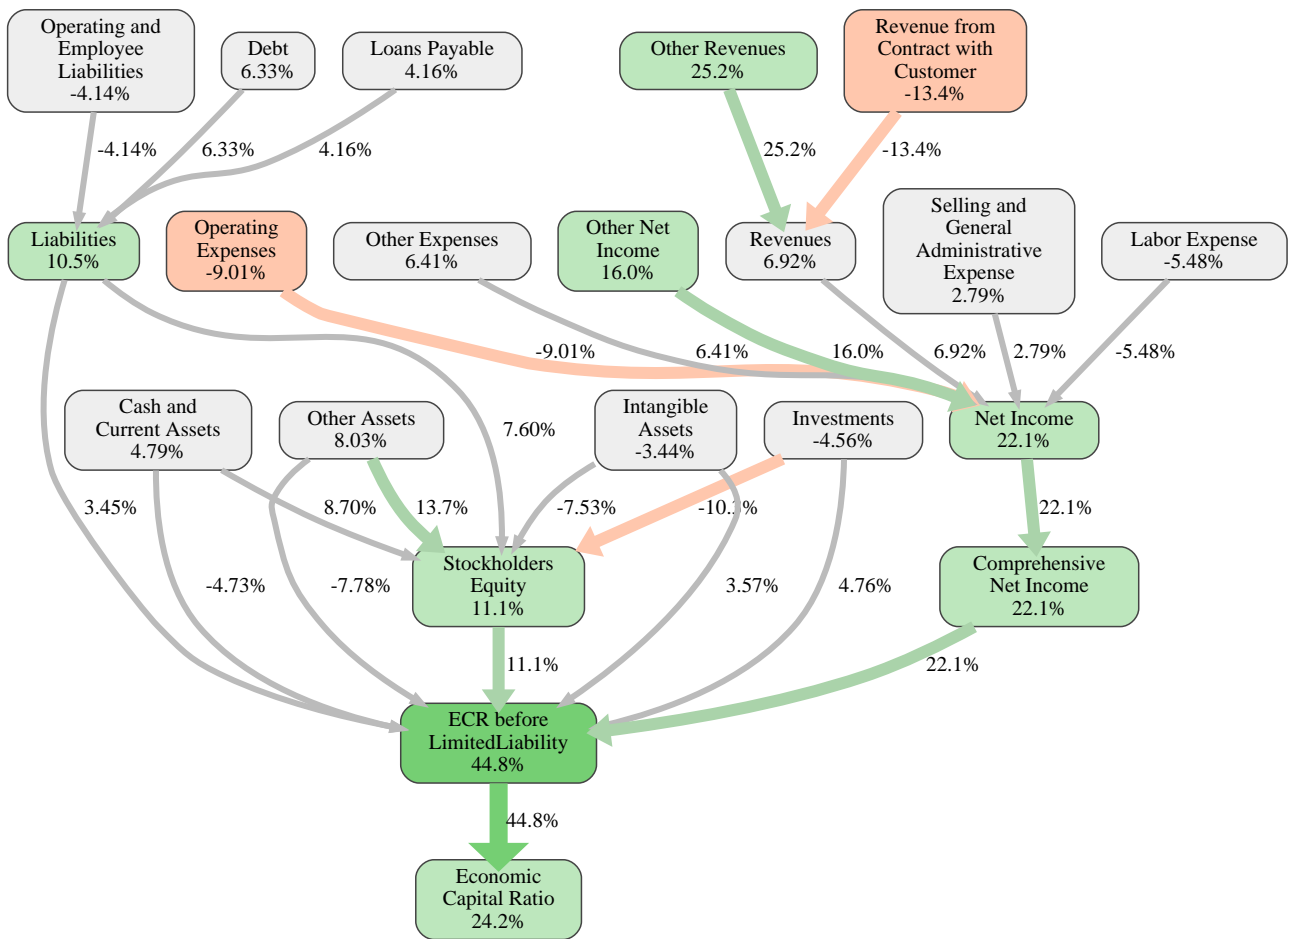 Operating and
Employee
Liabilities
-4.14%
Debt
6.33%
Loans Payable
4.16%
Other Revenues
25.2%
Revenue from
Contract with
Customer
-13.4%
-4.14%
6.33%
4.16%
25.2%
-13.4%
Liabilities
10.5%
Operating
Expenses
-9.01%
Other Expenses
6.41%
Other Net
Income
16.0%
Revenues
6.92%
Selling and
General
Administrative
Expense
2.79%
Labor Expense
-5.48%
-9.01%
6.41%
16.0%
6.92%
2.79%
-5.48%
Cash and
Current Assets
4.79%
Other Assets
8.03%
7.60%
Intangible
Assets
-3.44%
Investments
-4.56%
Net Income
22.1%
3.45%
8.70%
13.7%
-7.53%
22.1%
Stockholders
Equity
11.1%
Comprehensive
Net Income
22.1%
-4.73%
-7.78%
3.57%
4.76%
11.1%
22.1%
ECR before
LimitedLiability
44.8%
44.8%
Economic
Capital Ratio
24.2%